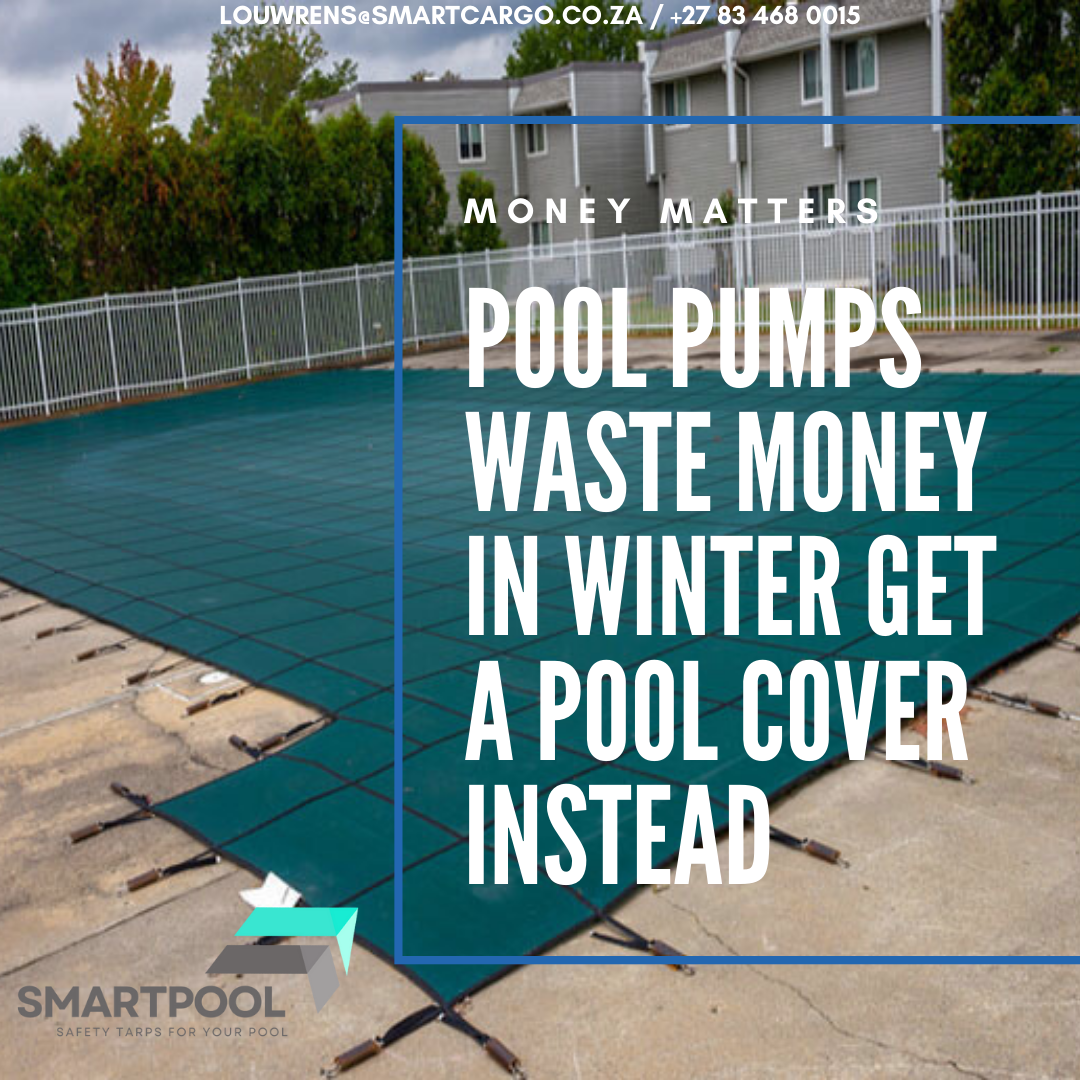 LOUWRENS@SMARTCARGO.CO.ZA / +27 83 468 0015
MONEY MATTERS
POOL PUMPS
WASTE MONEY
IN WINTER GET
A POOL COVER
INSTEAD
SMARTPOOL
SAFETY TARPS FOR YOUR POOL